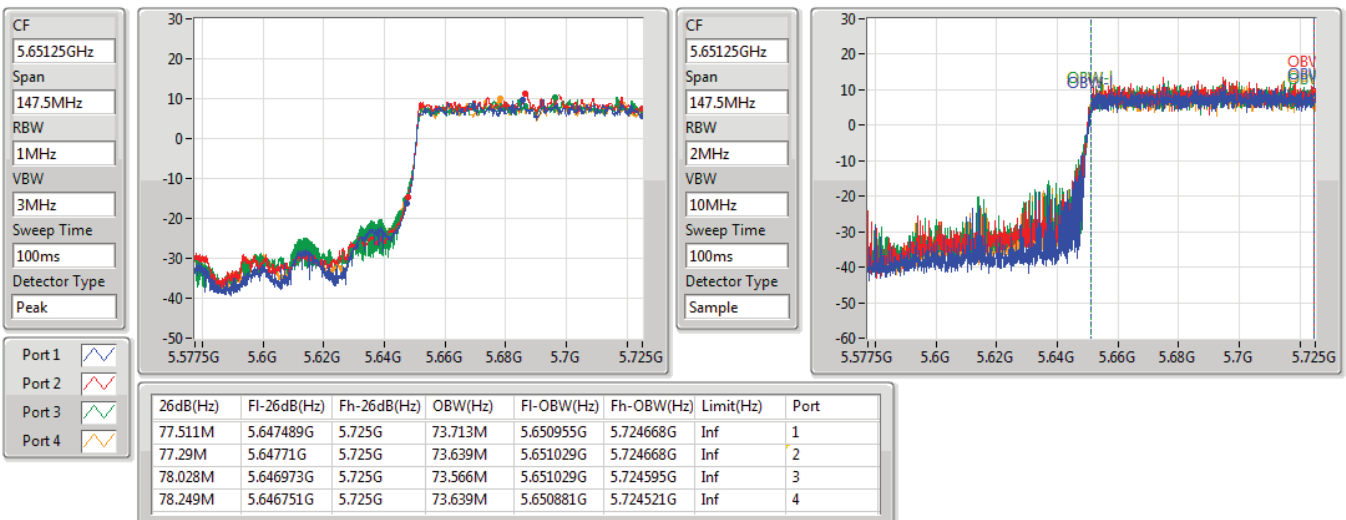 CF
5.65125GHz
Span
147.5MHz
RBW
1MHz
VBW
3MHz
Sweep Time
100ms
Detector Type
Peak
30
20
10
0
-10
-20
-30
-40
-50
5.5775G 5.6G 5.62G 5.64G 5.66G 5.68G 5.7G 5.725G
CF
5.65125GHz
Span
147.5MHz
RBW
2MHz
VBW
10MHz
Sweep Time
100ms
Detector Type
Sample
30
20
10
0
-10
-20
-30
-40
-50
-60
5.5775G 5.6G 5.62G 5.64G 5.66G 5.68G 5.7G 5.725G
Port 1
Port 2
Port 3
Port 4
26dB(Hz) Fl-26dB(Hz) Fh-26dB(Hz) OBW(Hz) Fl-OBW(Hz) Fh-OBW(Hz) Limit(Hz) Port
77.511M 5.647489G 5.725G 73.713M 5.650955G 5.724668G Inf 1
77.29M 5.64771G 5.725G 73.639M 5.651029G 5.724668G Inf 2
78.028M 5.646973G 5.725G 73.566M 5.651029G 5.724595G Inf 3
78.249M 5.646751G 5.725G 73.639M 5.650881G 5.724521G Inf 4